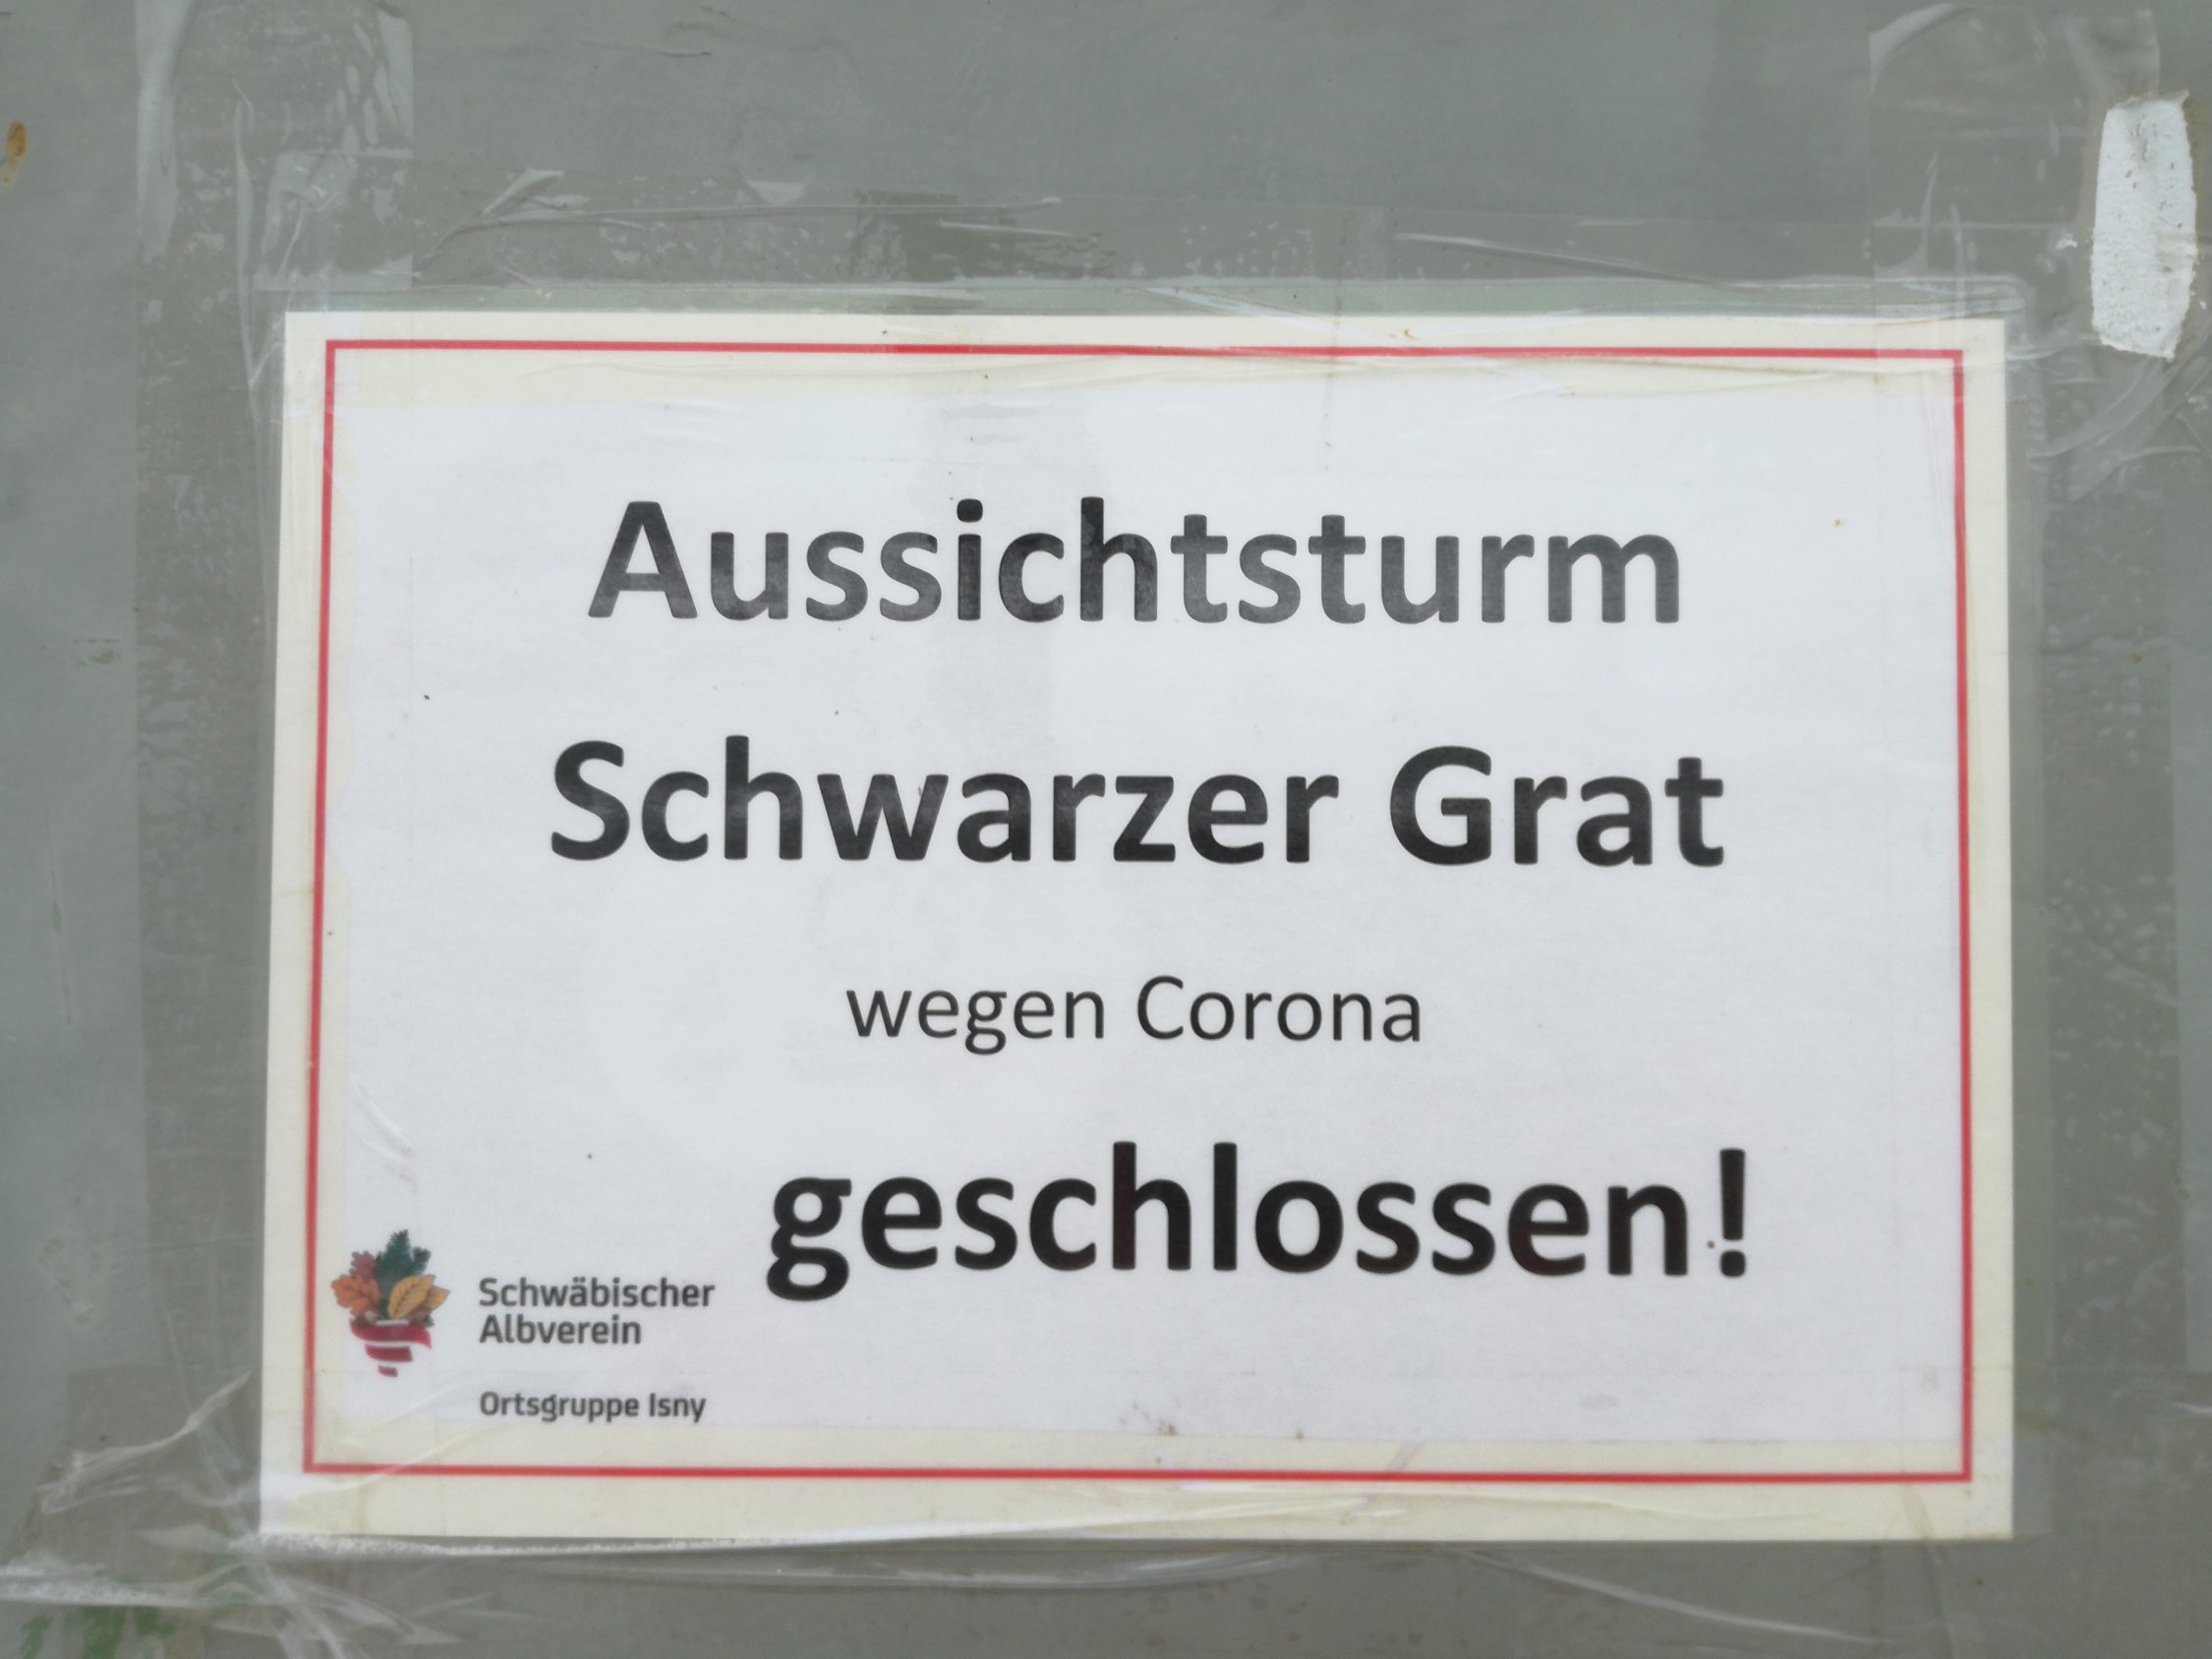 Aussichtsturm
Schwarzer Grat
wegen Corona
geschlossen!
Schwäbischer
Albverein
Ortsgruppe Isny